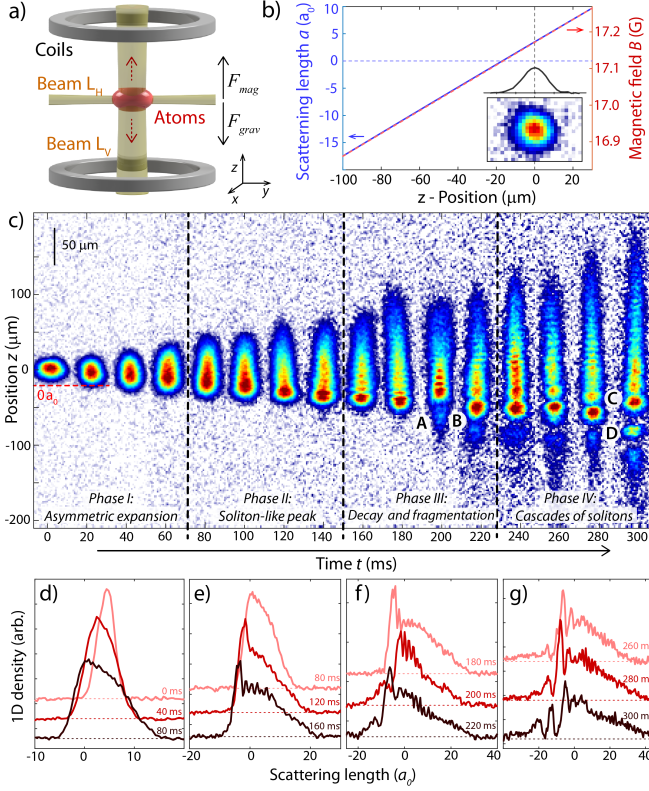 a)
Coils
Beam L_H
F_mag
Atoms
F_grav
Beam L_V
z
x
y
b)
Scatterning length a (a₀)
10
5
0
-5
-10
-15
17.2
17.1
17.0
16.9
Magnetic field B (G)
-100 -80 -60 -40 -20 0 20
z - Position (μm)
c)
50 μm
Position z (μm)
100
0
-100
-200
0 a₀
A
B
C
D
Phase I:
Asymmetric expansion
Phase II:
Soliton-like peak
Phase III:
Decay and fragmentation
Phase IV:
Cascades of solitons
0 20 40 60 80 100 120 140 160 180 200 220 240 260 280 300
Time t (ms)
1D density (arb.)
d)
0 ms
40 ms
80 ms
-10 0 10
e)
80 ms
120 ms
160 ms
-20 0 20
f)
180 ms
200 ms
220 ms
-20 0 20 40
g)
260 ms
280 ms
300 ms
-20 0 20 40
Scattering length (a₀)